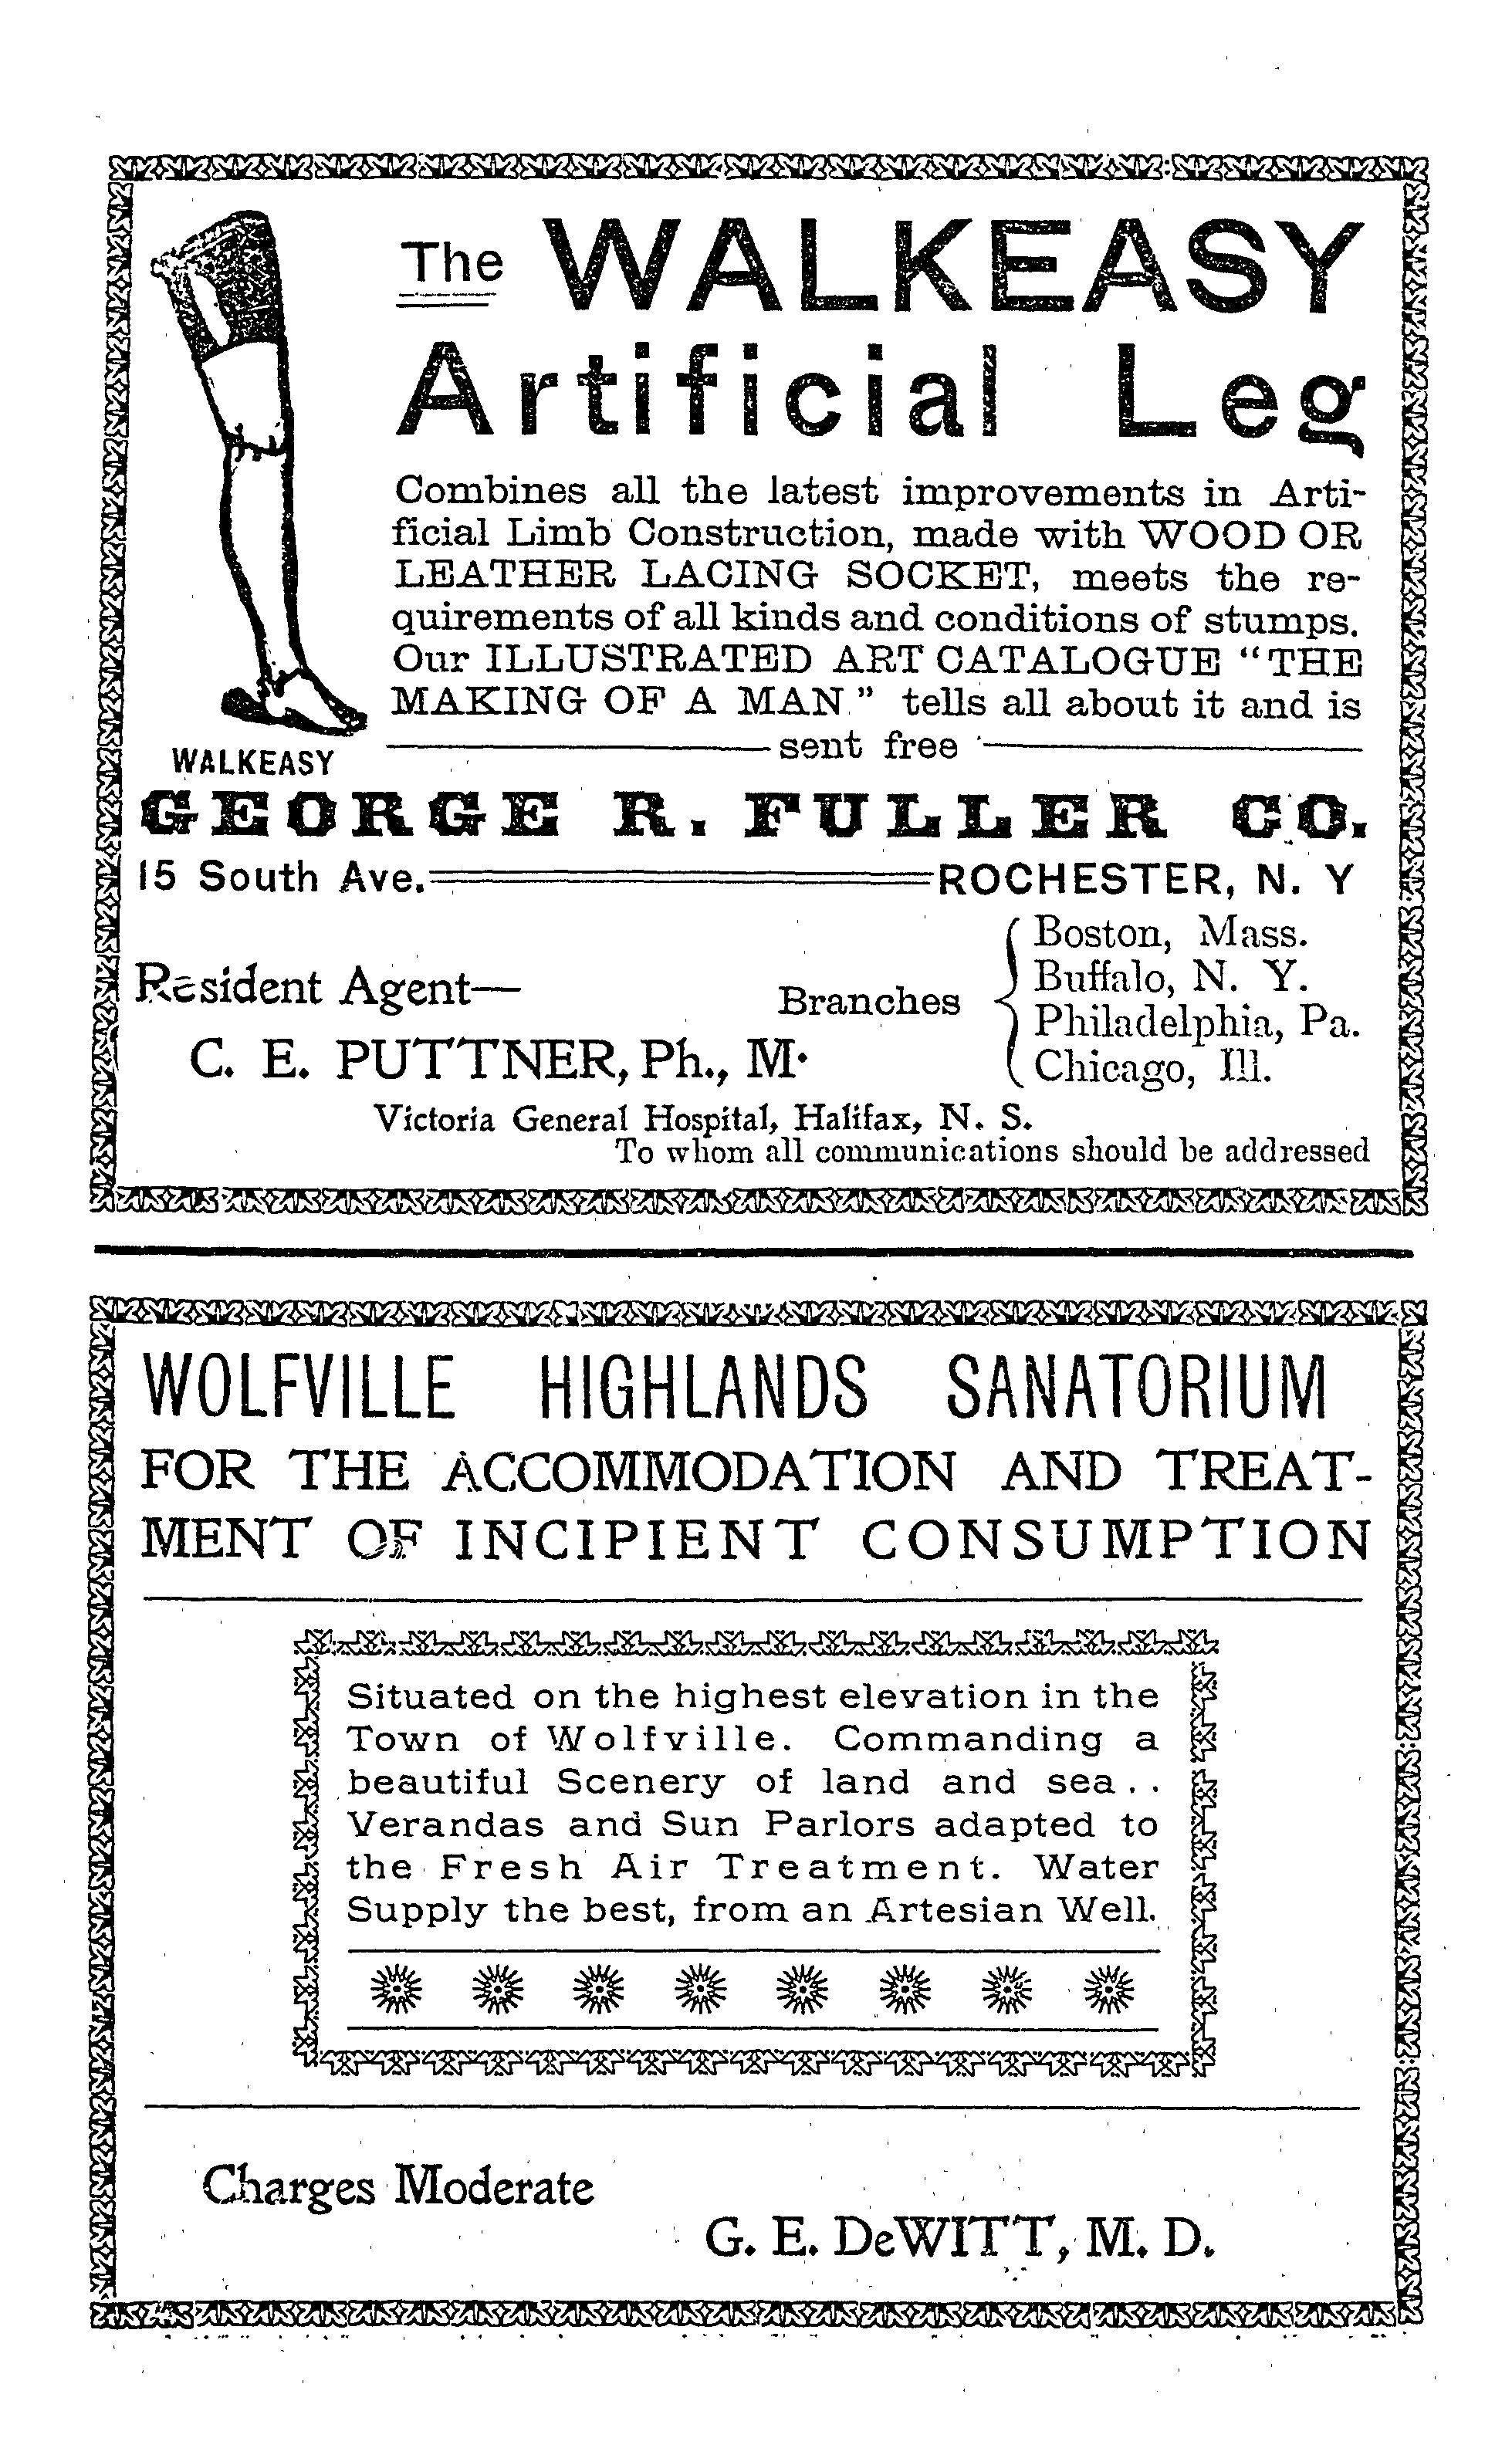 The WALKEASY
Artificial Leg
Combines all the latest improvements in Arti-
ficial Limb Construction, made with WOOD OR
LEATHER LACING SOCKET, meets the re-
quirements of all kinds and conditions of stumps.
Our ILLUSTRATED ART CATALOGUE "THE
MAKING OF A MAN" tells all about it and is
sent free
WALKEASY
GEORGE R. FULLER CO.
15 South Ave. ROCHESTER, N. Y
Resident Agent—
C. E. PUTTNER, Ph., M.
Branches
Boston, Mass.
Buffalo, N. Y.
Philadelphia, Pa.
Chicago, Ill.
Victoria General Hospital, Halifax, N. S.
To whom all communications should be addressed
WOLFVILLE HIGHLANDS SANATORIUM
FOR THE ACCOMMODATION AND TREAT-
MENT OF INCIPIENT CONSUMPTION
Situated on the highest elevation in the
Town of Wolfville. Commanding a
beautiful Scenery of land and sea..
Verandas and Sun Parlors adapted to
the Fresh Air Treatment. Water
Supply the best, from an Artesian Well.
Charges Moderate
G. E. DeWITT, M. D.